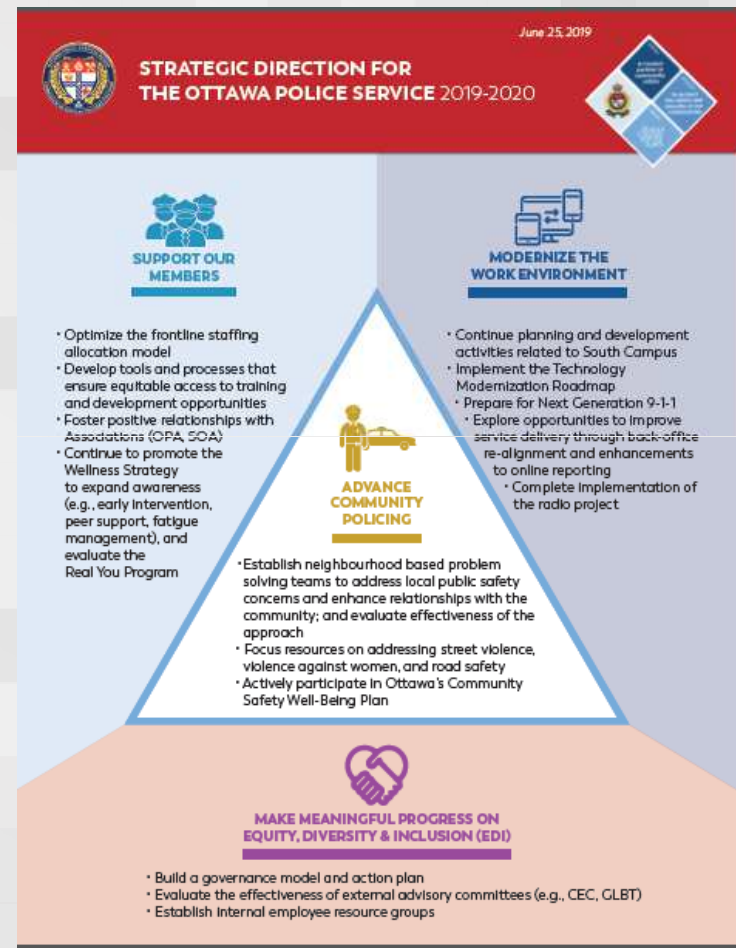 June 25, 2019
STRATEGIC DIRECTION FOR
THE OTTAWA POLICE SERVICE 2019-2020
SUPPORT OUR
MEMBERS
• Optimize the frontline staffing
allocation model
• Develop tools and processes that
ensure equitable access to training
and development opportunities
• Foster positive relationships with
Associations (OPA, SOA)
• Continue to promote the
Wellness Strategy
to expand awareness
(e.g., early intervention,
peer support, fatigue
management), and
evaluate the
Real You Program
MODERNIZE THE
WORK ENVIRONMENT
• Continue planning and development
activities related to South Campus
• Implement the Technology
Modernization Roadmap
• Prepare for Next Generation 9-1-1
• Explore opportunities to improve
service delivery through back-office
re-alignment and enhancements
to online reporting
• Complete implementation of
the radio project
ADVANCE
COMMUNITY
POLICING
• Establish neighbourhood based problem
solving teams to address local public safety
concerns and enhance relationships with the
community; and evaluate effectiveness of the
approach
• Focus resources on addressing street violence,
violence against women, and road safety
• Actively participate in Ottawa's Community
Safety Well-Being Plan
MAKE MEANINGFUL PROGRESS ON
EQUITY, DIVERSITY & INCLUSION (EDI)
• Build a governance model and action plan
• Evaluate the effectiveness of external advisory committees (e.g., CEC, GLBT)
• Establish internal employee resource groups